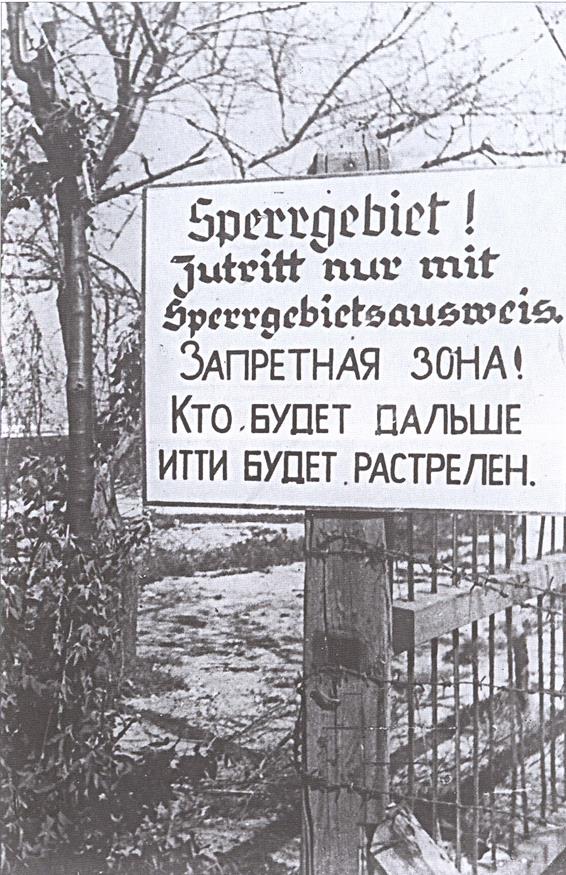 Sperrgebiet!
Zutritt nur mit
Sperrgebietsausweis.
ЗАПРЕТНАЯ ЗОНА!
КТО БУДЕТ ДАЛЬШЕ
ИТТИ БУДЕТ РАСТРЕЛЕН.